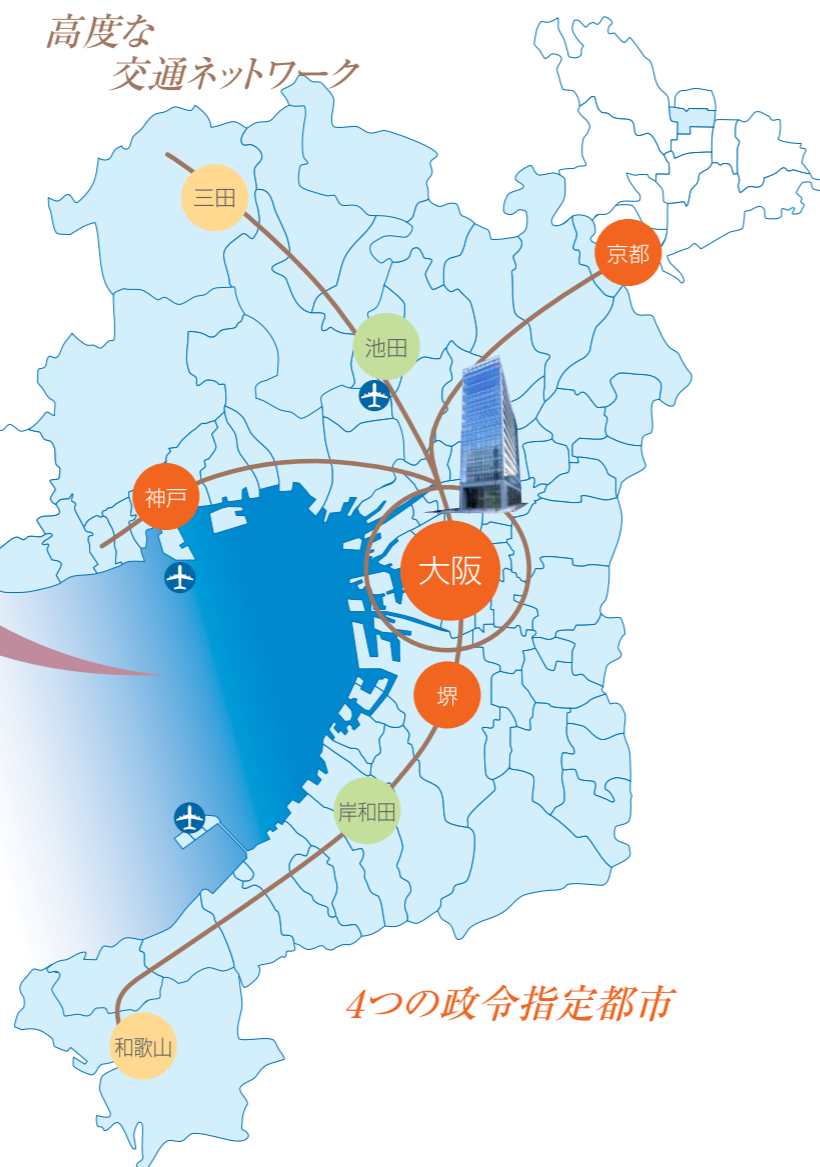 高度な
交通ネットワーク
三田
京都
池田
神戸
大阪
堺
岸和田
4つの政令指定都市
和歌山